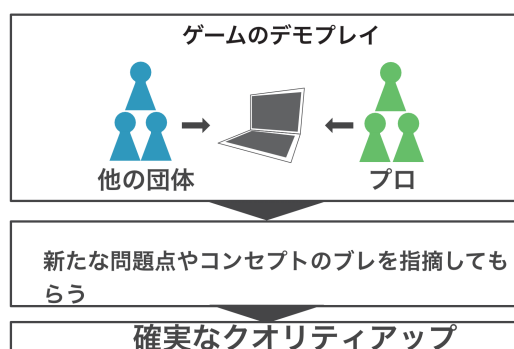 ゲームのデモプレイ
他の団体
プロ
新たな問題点やコンセプトのブレを指摘しても
らう
確実なクオリティアップ